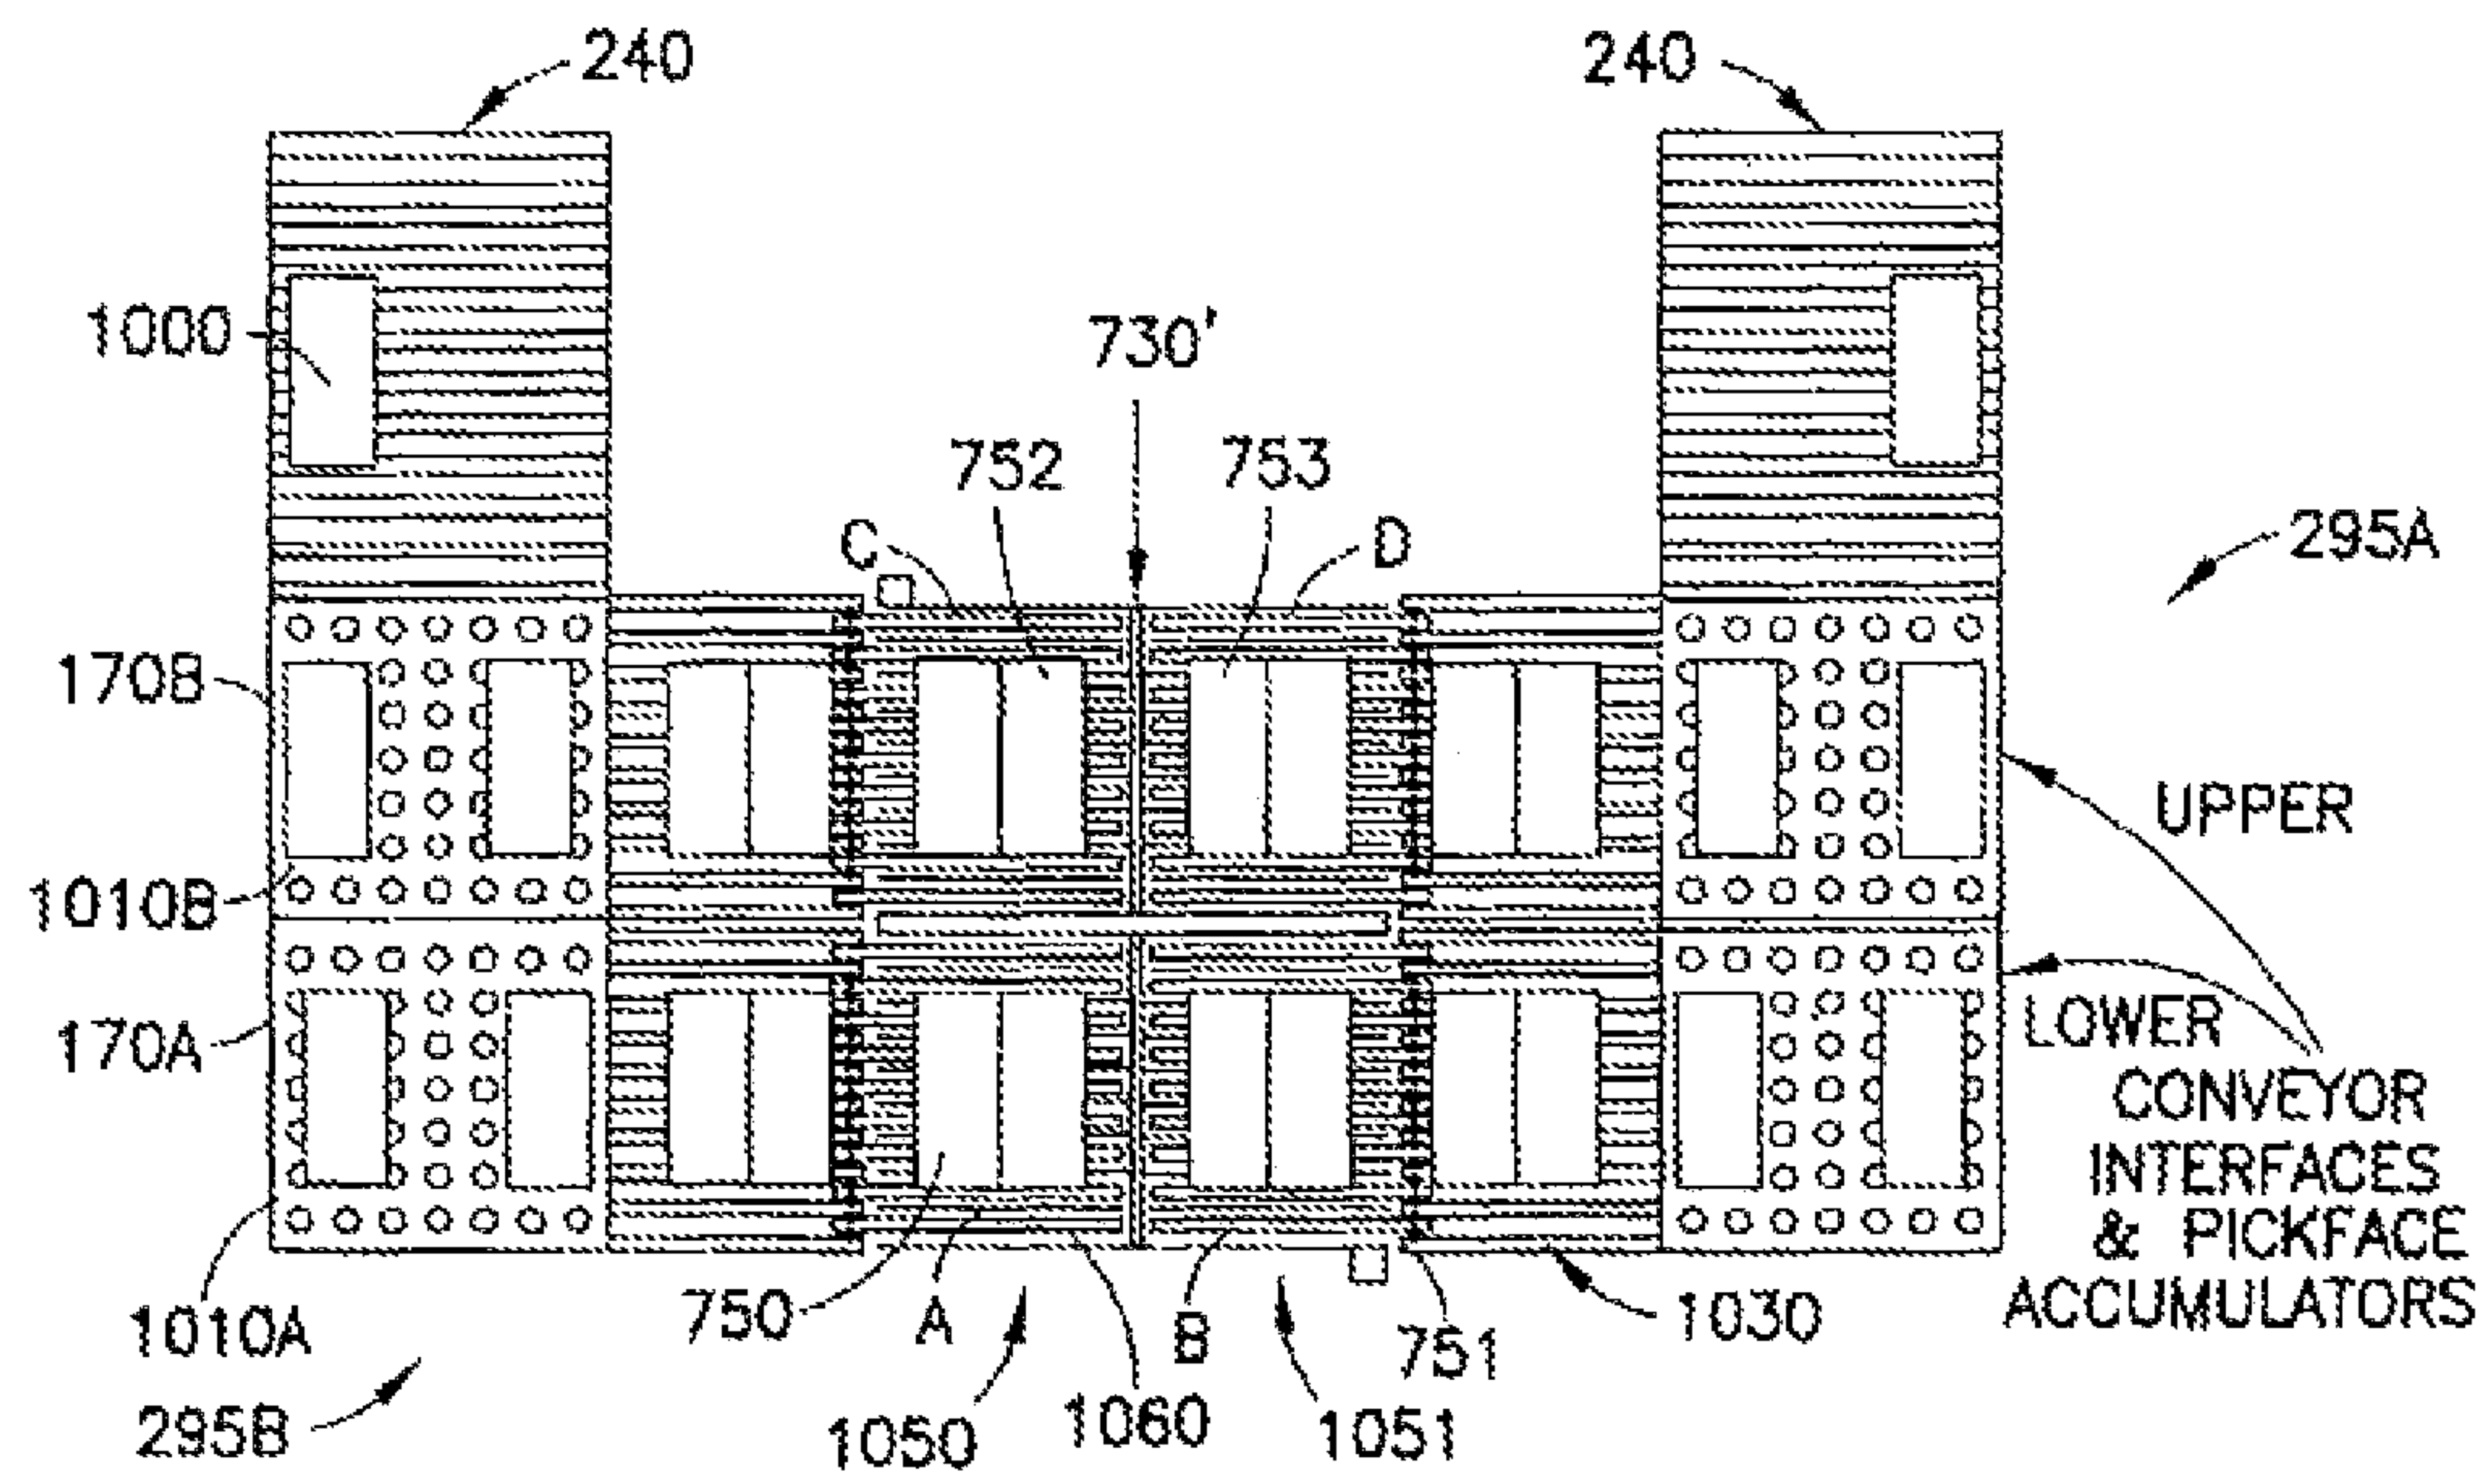 240
240
1000
730'
752
753
C
D
295A
170B
UPPER
1010B
170A
LOWER
CONVEYOR
INTERFACES
& PICKFACE
ACCUMULATORS
1010A
750
A
B
751
1030
295B
1050
1060
1051